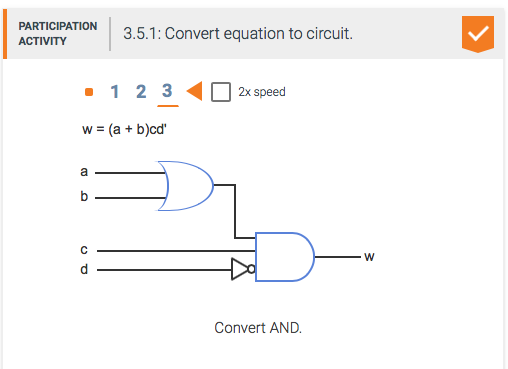 PARTICIPATION
ACTIVITY
3.5.1: Convert equation to circuit.
1 2 3 2x speed
w = (a + b)cd'
a
b
c
w
d
Convert AND.